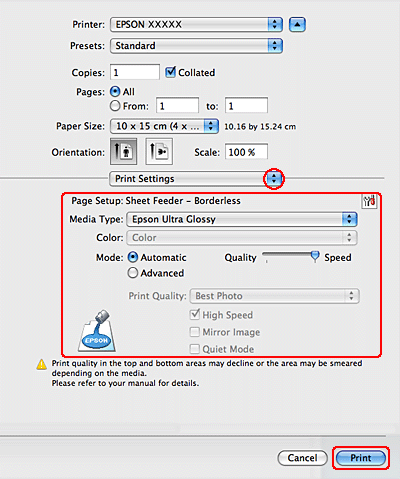 Printer: EPSON XXXXX
Presets: Standard
Copies: 1 Collated
Pages: All
From: 1 to: 1
Paper Size: 10 x 15 cm (4 x ... 10.16 by 15.24 cm
Orientation: Scale: 100 %
Print Settings
Page Setup: Sheet Feeder - Borderless
Media Type: Epson Ultra Glossy
Color: Color
Mode: Automatic Quality Speed
Advanced
Print Quality: Best Photo
High Speed
Mirror Image
Quiet Mode
EPSON
Print quality in the top and bottom areas may decline or the area may be smeared
depending on the media.
Please refer to your manual for details.
Cancel Print